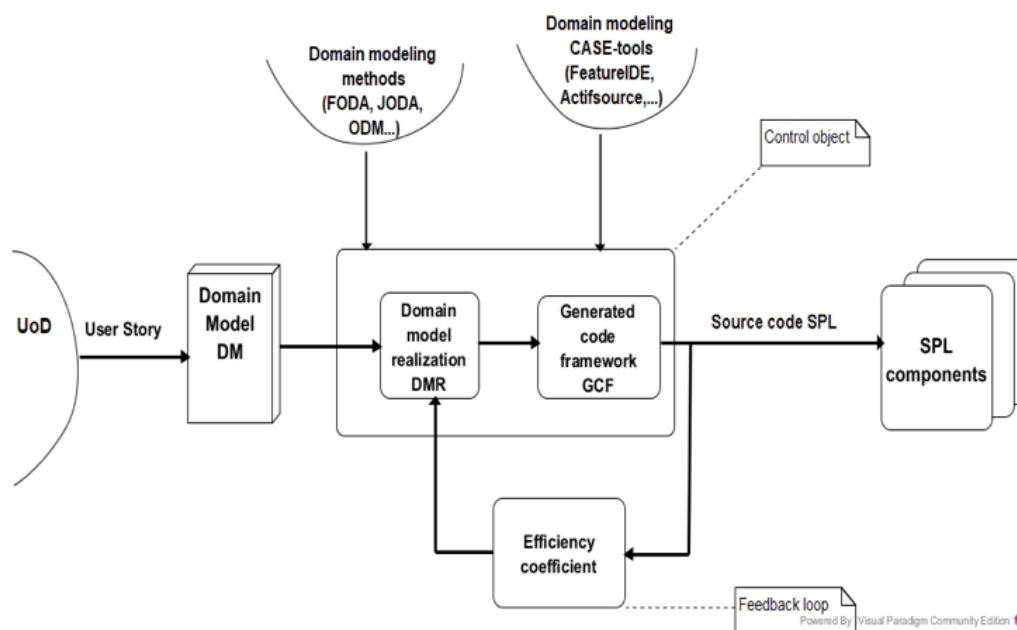 Domain modeling
methods
(FODA, JODA,
ODM...)
Domain modeling
CASE-tools
(FeatureIDE,
Actifsource,...)
Control object
UoD
User Story
Domain
Model
DM
Domain
model
realization
DMR
Generated
code
framework
GCF
Source code SPL
SPL
components
Efficiency
coefficient
Feedback loop
Powered By Visual Paradigm Community Edition